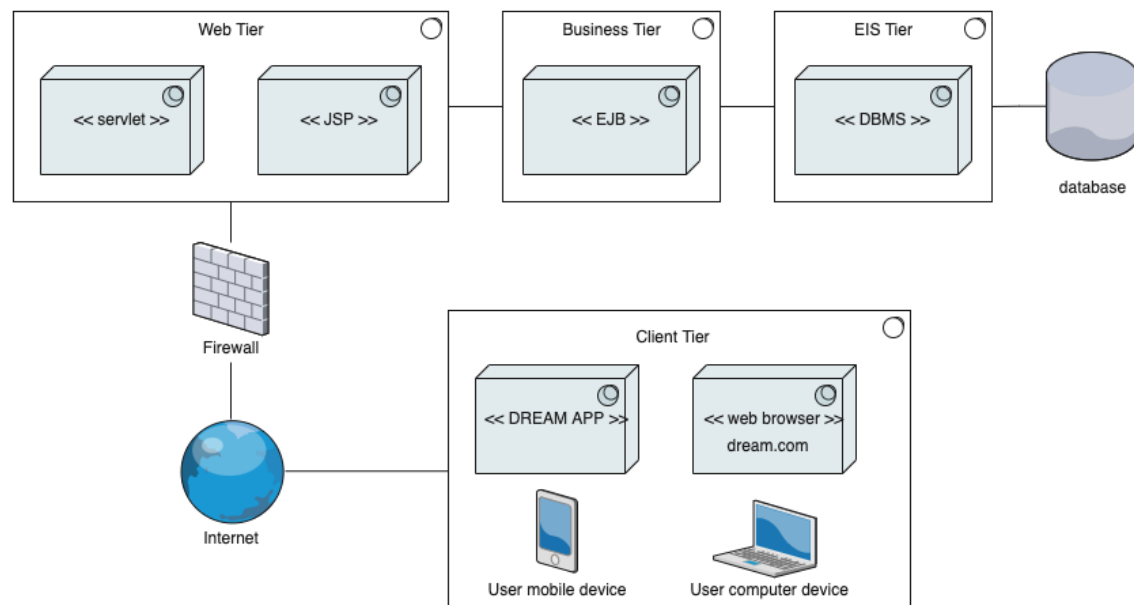 Web Tier
<< servlet >>
<< JSP >>
Business Tier
<< EJB >>
EIS Tier
<< DBMS >>
database
Firewall
Internet
Client Tier
<< DREAM APP >>
<< web browser >>
dream.com
User mobile device
User computer device